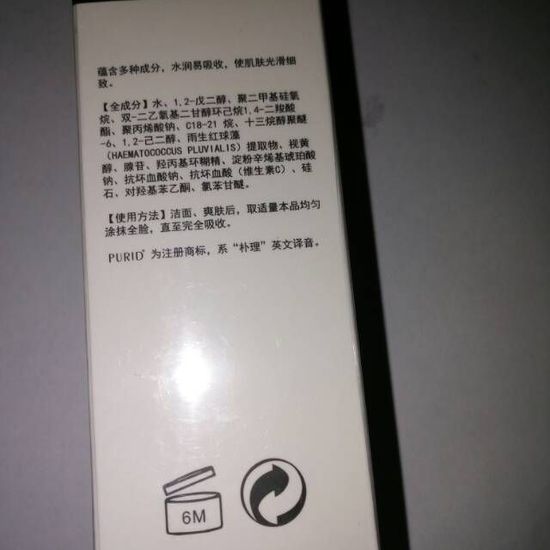 蕴含多种成分，水润易吸收，使肌肤光滑细
致。
【全成分】水、1,2-戊二醇、聚二甲基硅氧
烷、双-二乙氧基二甘醇环己烷1,4-二羧酸
酯、聚丙烯酸钠、C18-21 烷、十三烷醇聚醚
-6、1,2-己二醇、雨生红球藻
(HAEMATOCOCCUS PLUVIALIS) 提取物、视黄
醇、腺苷、羟丙基环糊精、淀粉辛烯基琥珀酸
钠、抗坏血酸钠、抗坏血酸（维生素C）、硅
石、对羟基苯乙酮、氯苯甘醚。
【使用方法】洁面、爽肤后，取适量本品均匀
涂抹全脸，直至完全吸收。
PURID® 为注册商标，系“朴理”英文译音。
6M